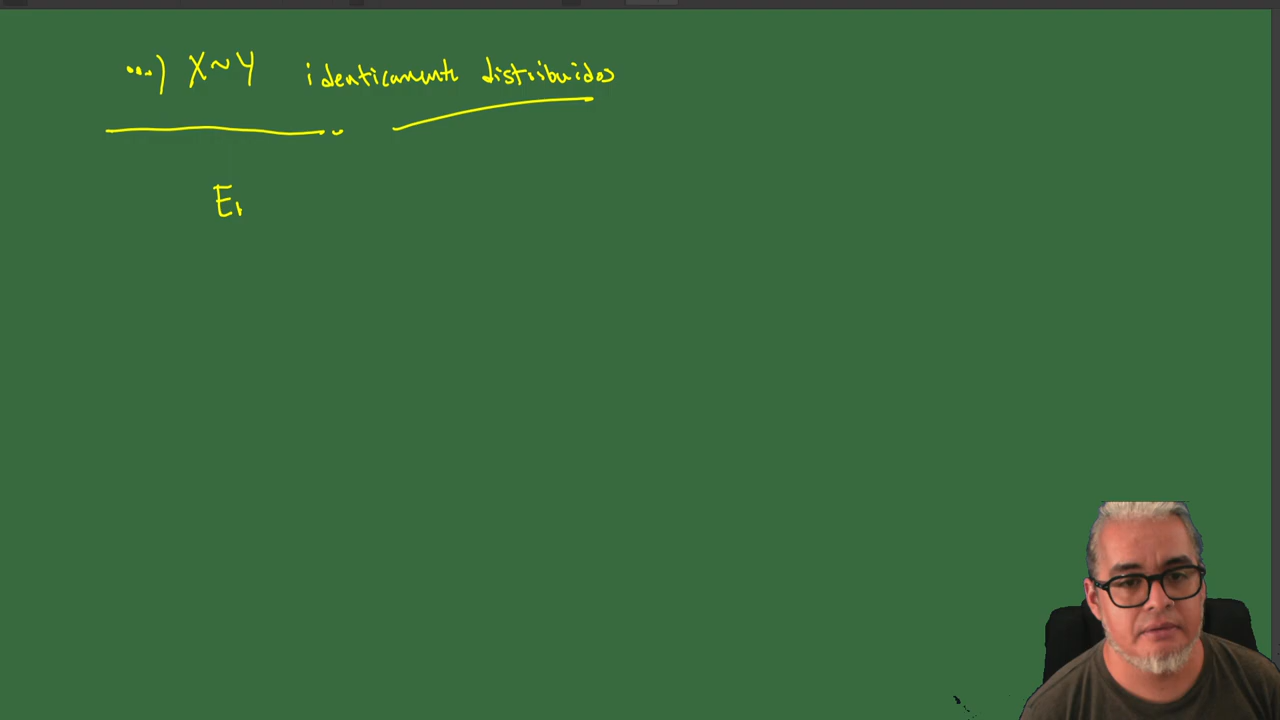 ...) X ~ Y identicamente distribuidos
E